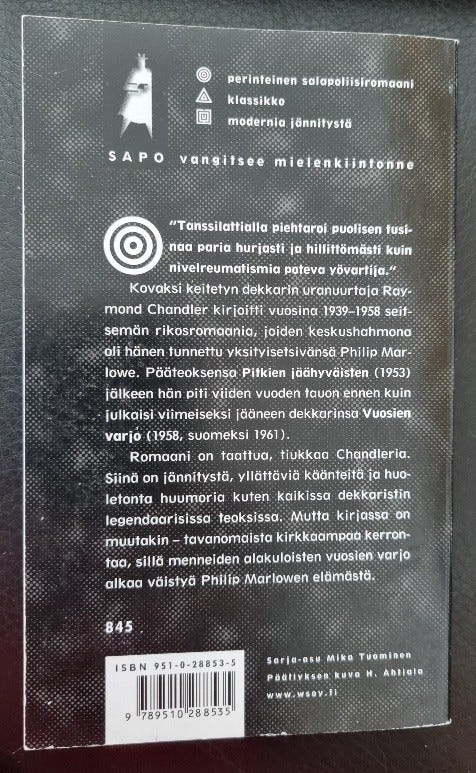 perinteinen salapoliisiromaani
klassikko
modernia jännitystä
SAPO vangitsee mielenkiintonne
"Tanssilattialla piehtaroi puolisen tusi-
naa paria hurjasti ja hillittömästi kuin
nivelreumatismia poteva yövartija."
Kovaksi keitetyn dekkarin uranuurtaja Ray-
mond Chandler kirjoitti vuosina 1939–1958 seit-
semän rikosromaania, joiden keskushahmona
oli hänen tunnettu yksityisetsivänsä Philip Mar-
lowe. Pääteoksensa Pitkien jäähyväisten (1953)
jälkeen hän piti viiden vuoden tauon ennen kuin
julkaisi viimeiseksi jääneen dekkarinsa Vuosien
varjo (1958, suomeksi 1961).
Romaani on taattua, tiukkaa Chandleria.
Siinä on jännitystä, yllättäviä käänteitä ja huo-
letonta huumoria kuten kaikissa dekkaristin
legendaarisissa teoksissa. Mutta kirjassa on
muutakin – tavanomaista kirkkaampaa kerron-
taa, sillä menneiden alakuloisten vuosien varjo
alkaa väistyä Philip Marlowen elämästä.
845
ISBN 951-0-28853-5
9 789510 288535
Sarja-asu Mika Tuominen
Päällyksen kuva H. Ahtiala
www.wsoy.fi